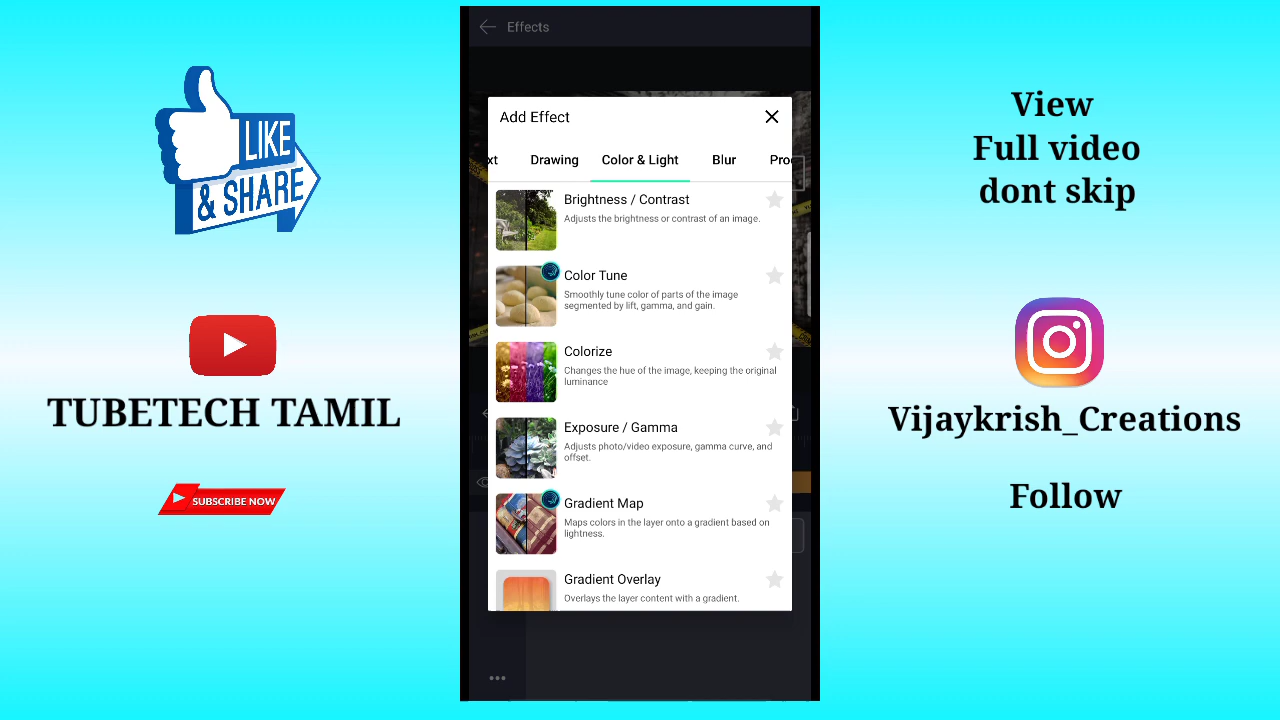 LIKE
& SHARE
TUBETECH TAMIL
SUBSCRIBE NOW
Effects
Add Effect
xt Drawing Color & Light Blur Pro
Brightness / Contrast
Adjusts the brightness or contrast of an image.
Color Tune
Smoothly tune color of parts of the image
segmented by lift, gamma, and gain.
Colorize
Changes the hue of the image, keeping the original
luminance
Exposure / Gamma
Adjusts photo/video exposure, gamma curve, and
offset.
Gradient Map
Maps colors in the layer onto a gradient based on
lightness.
Gradient Overlay
Overlays the layer content with a gradient.
View
Full video
dont skip
Vijaykrish_Creations
Follow